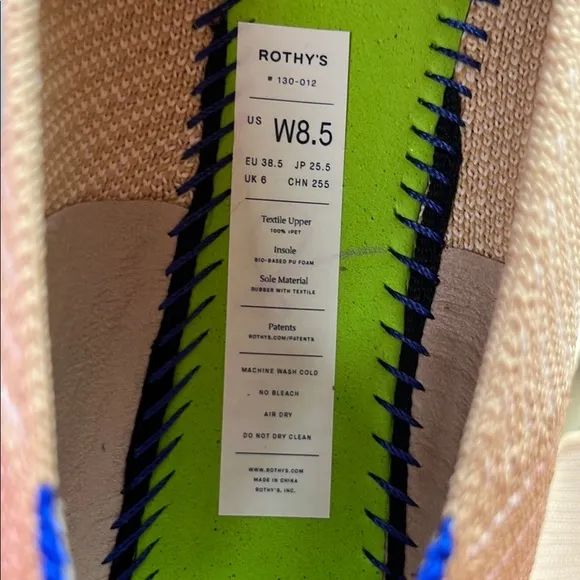 ROTHY'S
# 130-012
US W8.5
EU 38.5 JP 25.5
UK 6 CHN 255
Textile Upper
100% rPET
Insole
BIO-BASED PU FOAM
Sole Material
RUBBER WITH TEXTILE
Patents
ROTHYS.COM/PATENTS
MACHINE WASH COLD
NO BLEACH
AIR DRY
DO NOT DRY CLEAN
WWW.ROTHYS.COM
MADE IN CHINA
ROTHY'S, INC.